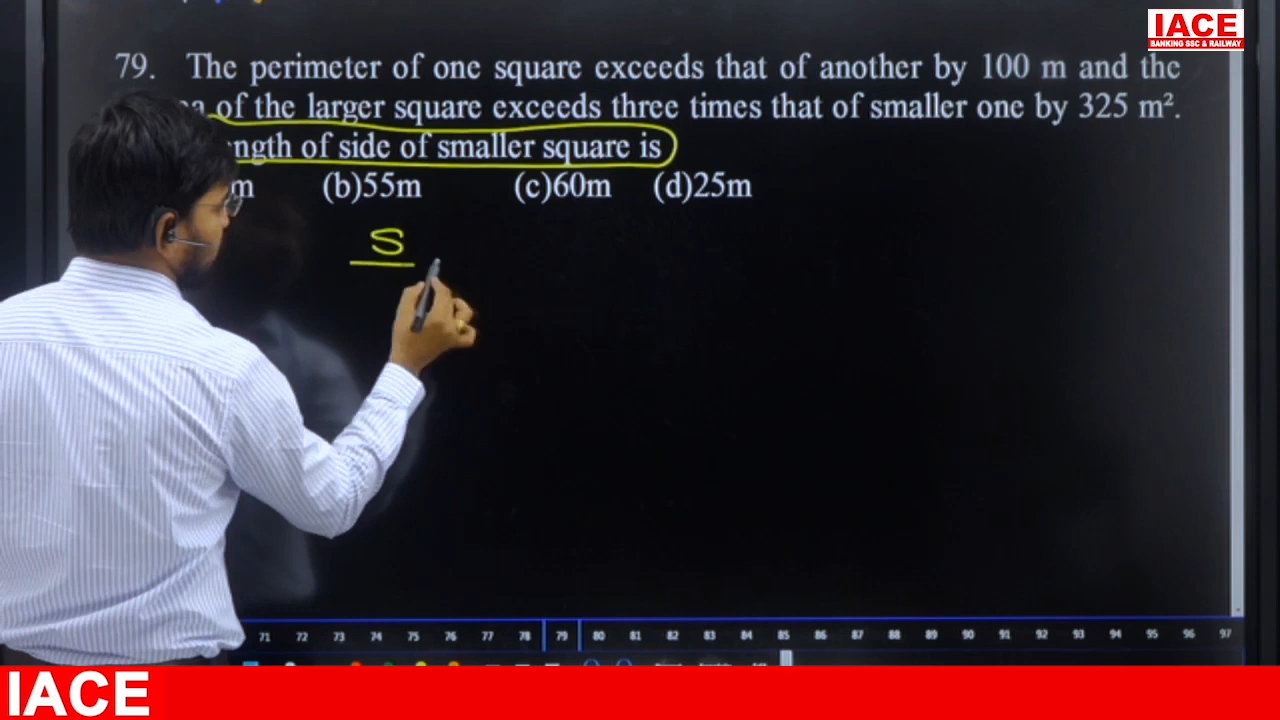 IACE
BANKING SSC & RAILWAY
79. The perimeter of one square exceeds that of another by 100 m and the
of the larger square exceeds three times that of smaller one by 325 m².
of side of smaller square is
m (b)55m (c)60m (d)25m
S
71 72 73 74 75 76 77 78 79 80 81 82 83 84 85 86 87 88 89 90 91 92 93 94 95 96 97
IACE